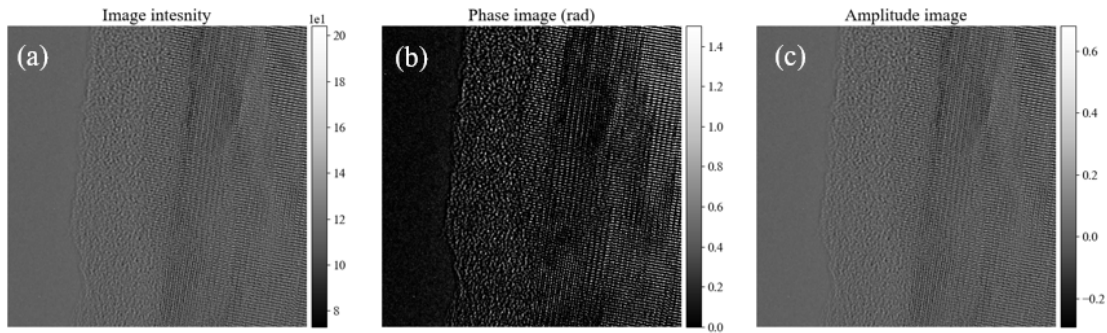 Image intesnity
(a)
1e1
20
18
16
14
12
10
8
Phase image (rad)
(b)
1.4
1.2
1.0
0.8
0.6
0.4
0.2
0.0
Amplitude image
(c)
0.6
0.4
0.2
0.0
−0.2